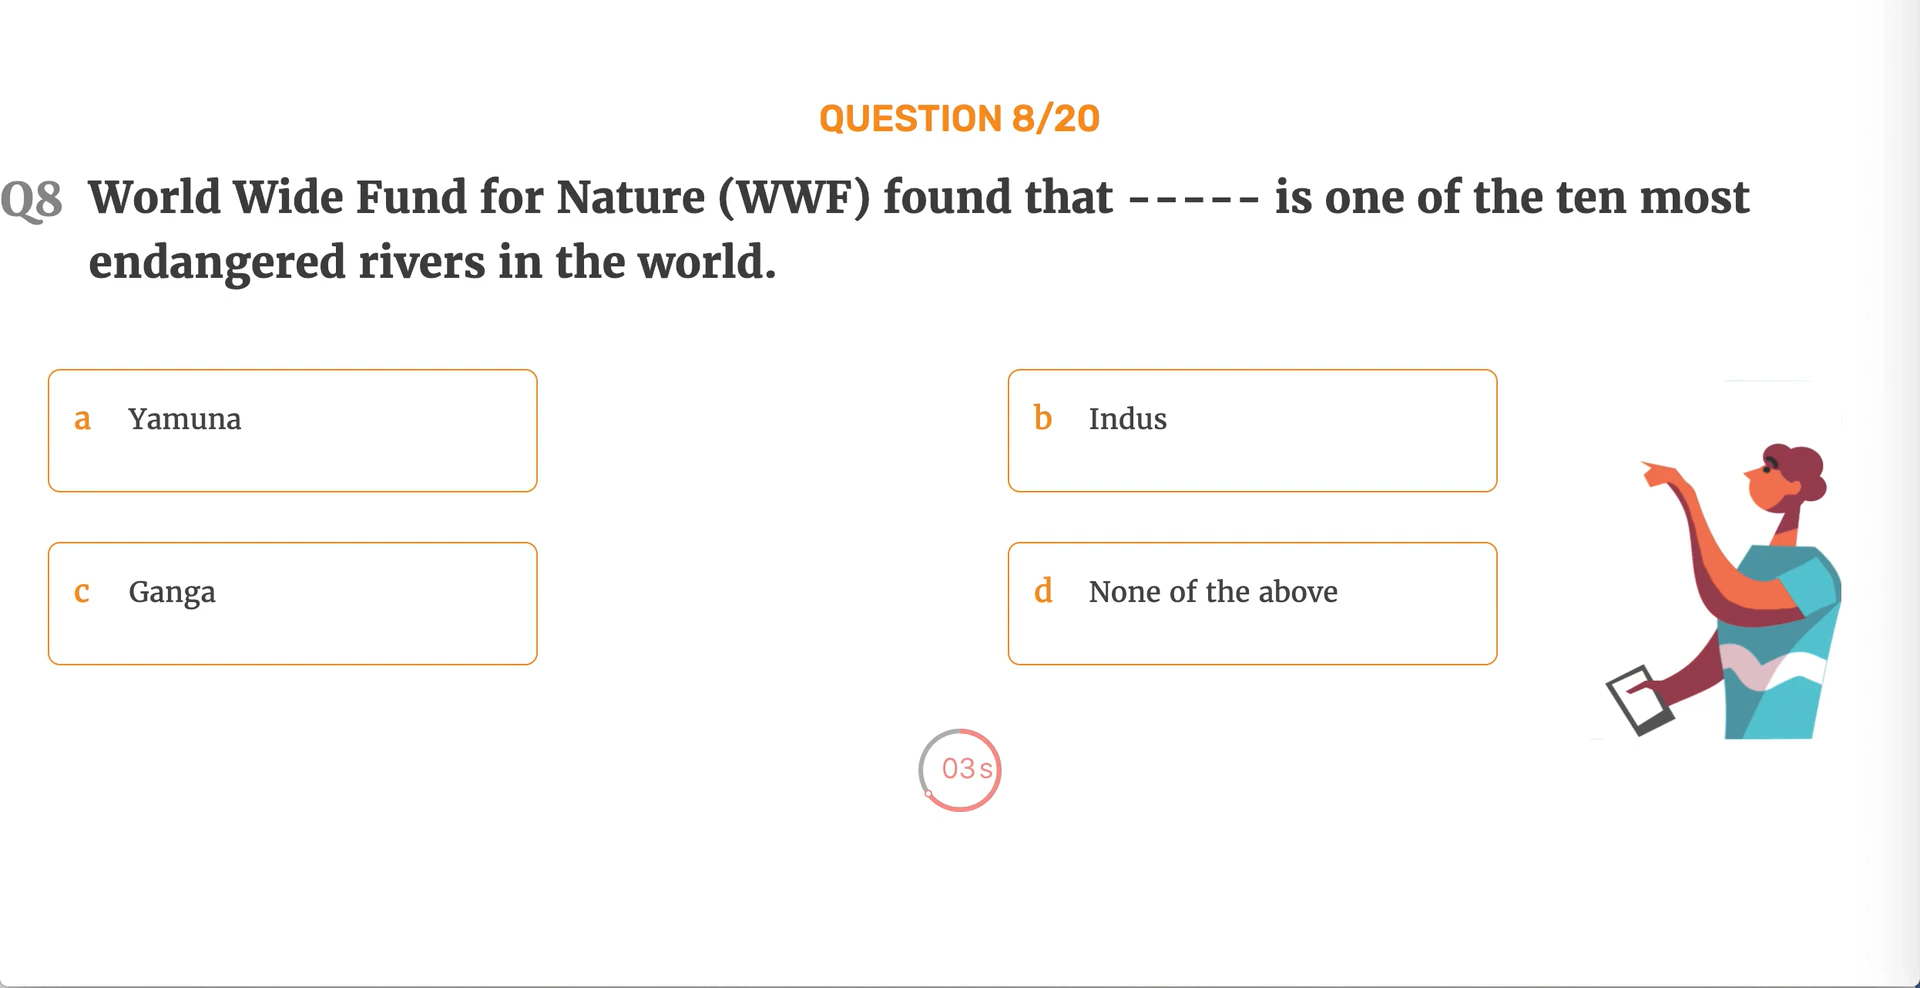 QUESTION 8/20
Q8 World Wide Fund for Nature (WWF) found that ----- is one of the ten most
endangered rivers in the world.
a Yamuna
b Indus
c Ganga
d None of the above
03 s